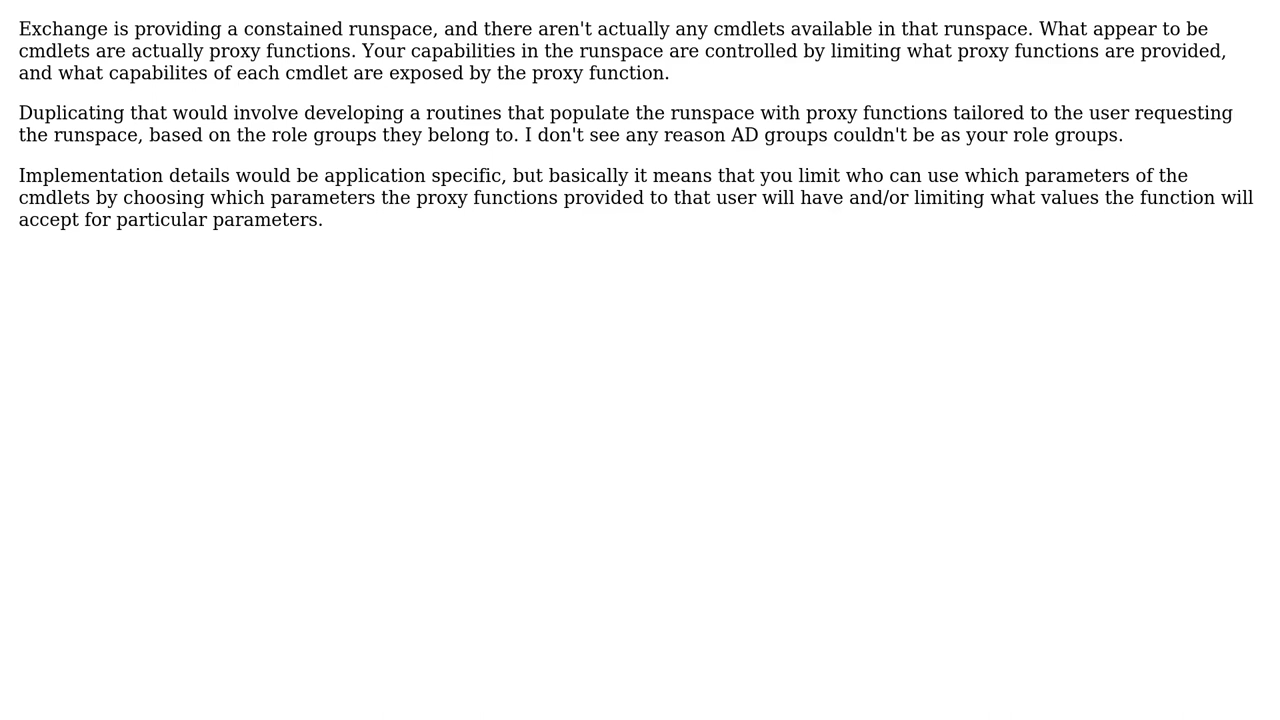 Exchange is providing a constained runspace, and there aren't actually any cmdlets available in that runspace. What appear to be
cmdlets are actually proxy functions. Your capabilities in the runspace are controlled by limiting what proxy functions are provided,
and what capabilites of each cmdlet are exposed by the proxy function.
Duplicating that would involve developing a routines that populate the runspace with proxy functions tailored to the user requesting
the runspace, based on the role groups they belong to. I don't see any reason AD groups couldn't be as your role groups.
Implementation details would be application specific, but basically it means that you limit who can use which parameters of the
cmdlets by choosing which parameters the proxy functions provided to that user will have and/or limiting what values the function will
accept for particular parameters.